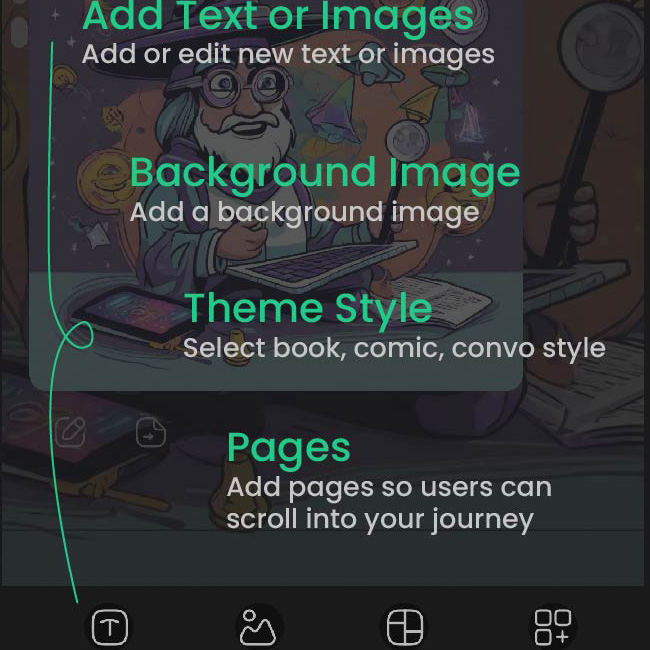 Add Text or Images
Add or edit new text or images
Background Image
Add a background image
Theme Style
Select book, comic, convo style
Pages
Add pages so users can
scroll into your journey
T